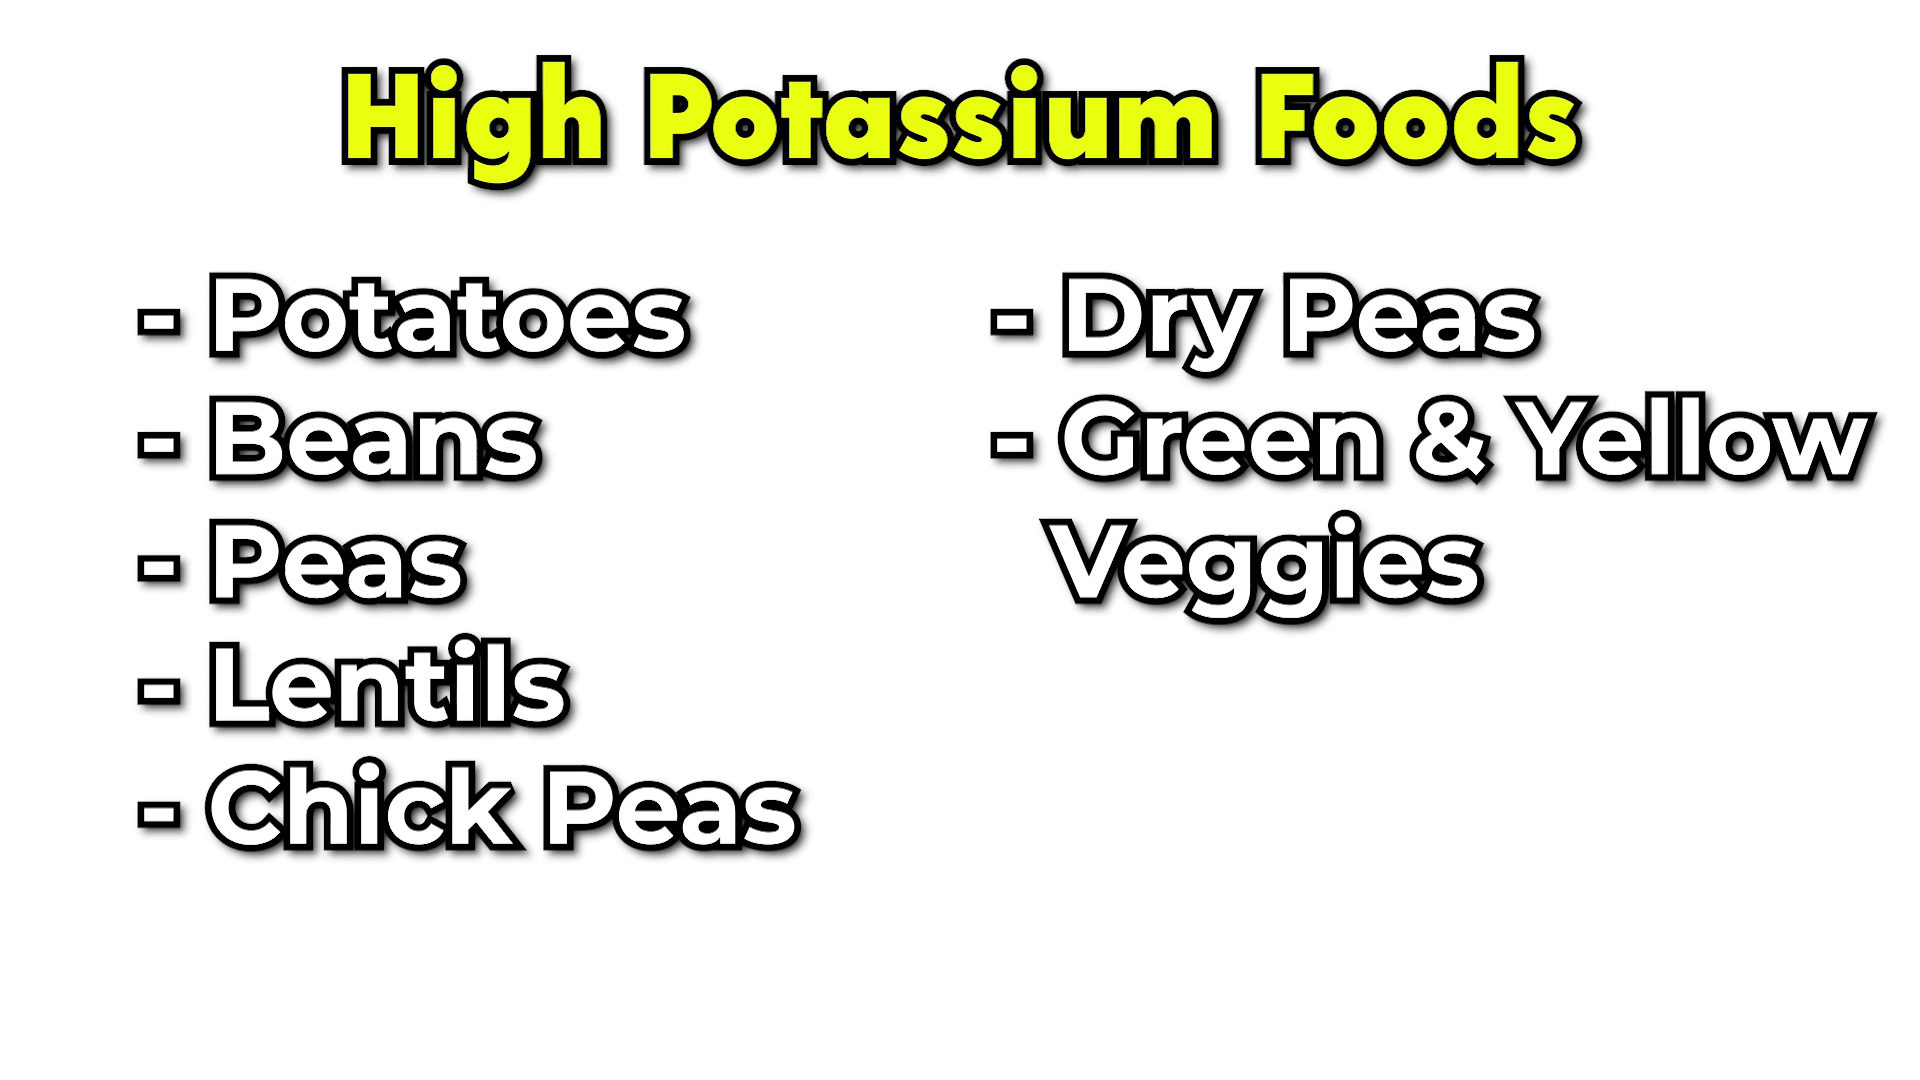 High Potassium Foods
- Potatoes
- Beans
- Peas
- Lentils
- Chick Peas
- Dry Peas
- Green & Yellow
Veggies